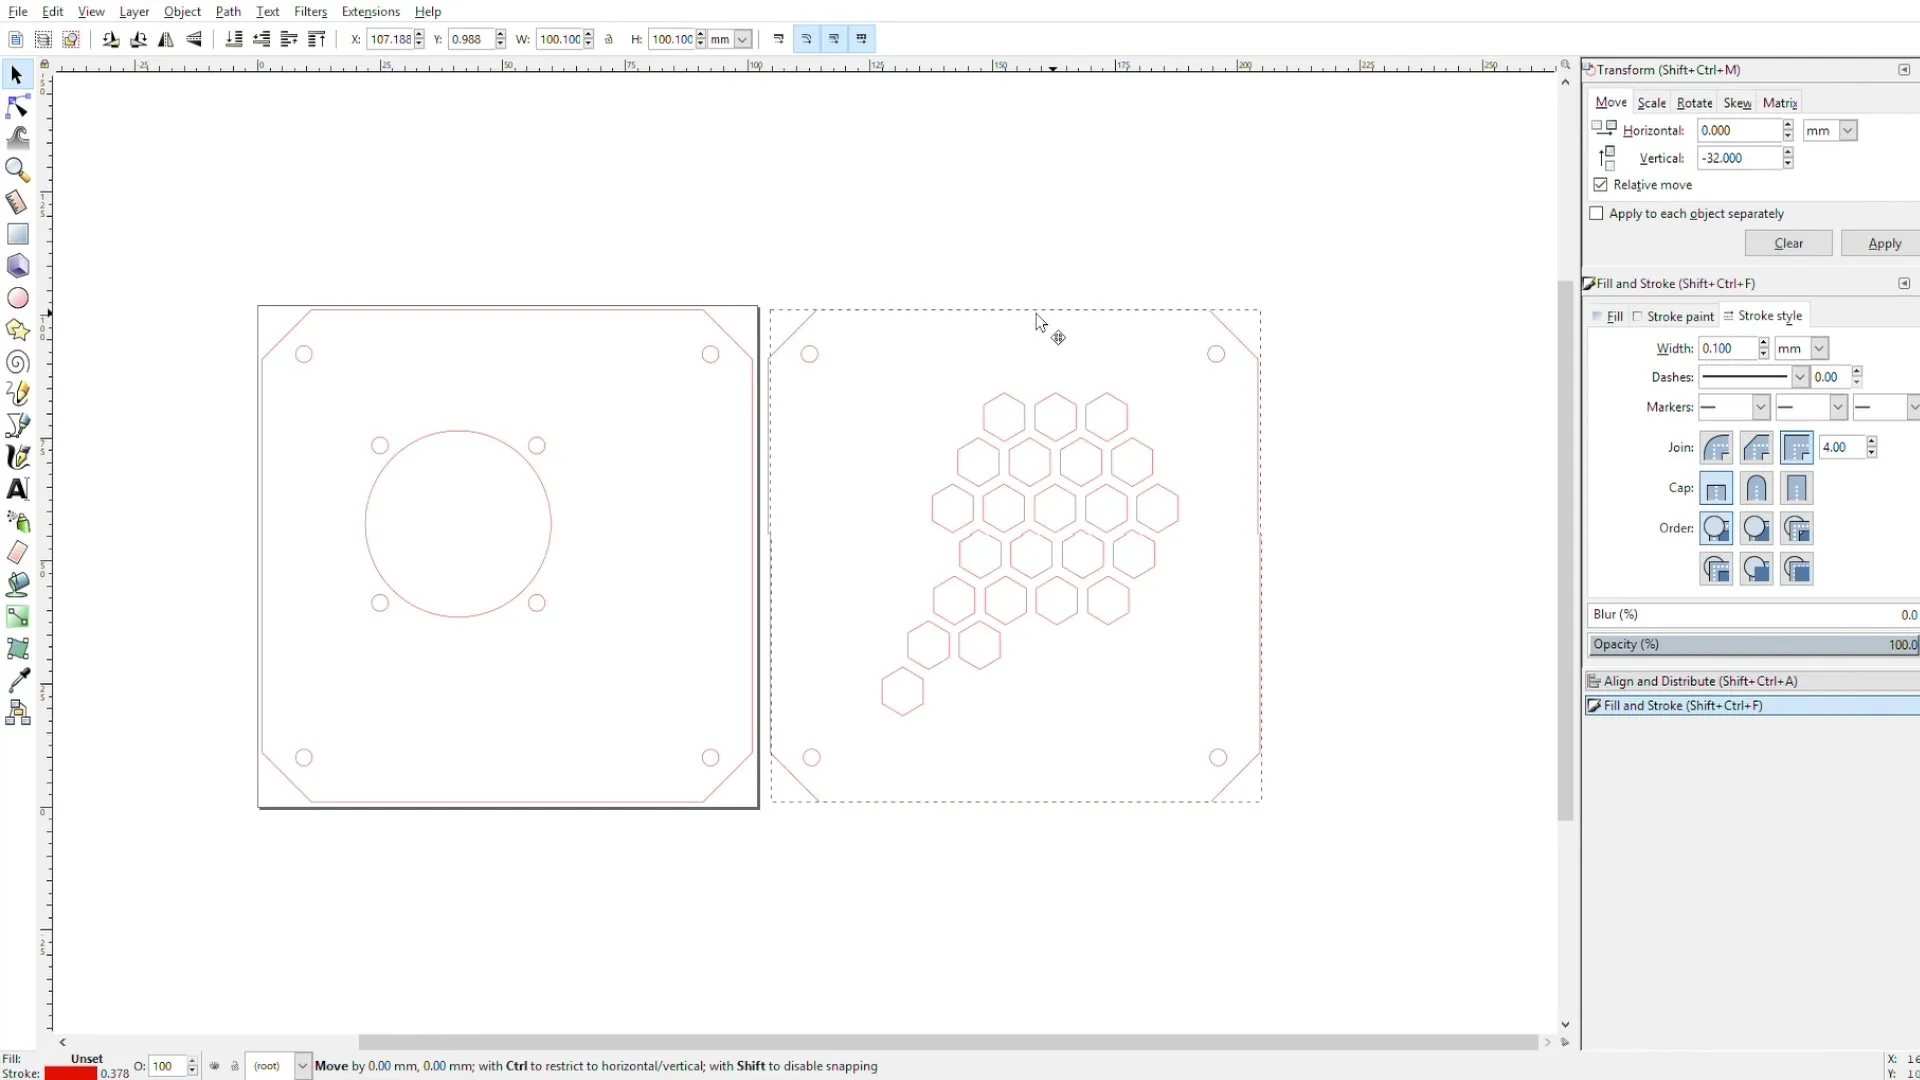 File Edit View Layer Object Path Text Filters Extensions Help
X: 107.188 Y: 0.988 W: 100.100 H: 100.100 mm
-25 0 25 50 75 100 125 150 175 200 225 250
Transform (Shift+Ctrl+M)
Move Scale Rotate Skew Matrix
Horizontal: 0.000 mm
Vertical: -32.000
Relative move
Apply to each object separately
Clear Apply
Fill and Stroke (Shift+Ctrl+F)
Fill Stroke paint Stroke style
Width: 0.100 mm
Dashes: 0.00
Markers:
Join: 4.00
Cap:
Order:
Blur (%) 0.0
Opacity (%) 100.0
Align and Distribute (Shift+Ctrl+A)
Fill and Stroke (Shift+Ctrl+F)
Fill: Unset
Stroke: 0.378 O: 100 (root) Move by 0.00 mm, 0.00 mm; with Ctrl to restrict to horizontal/vertical; with Shift to disable snapping
X:
Y: